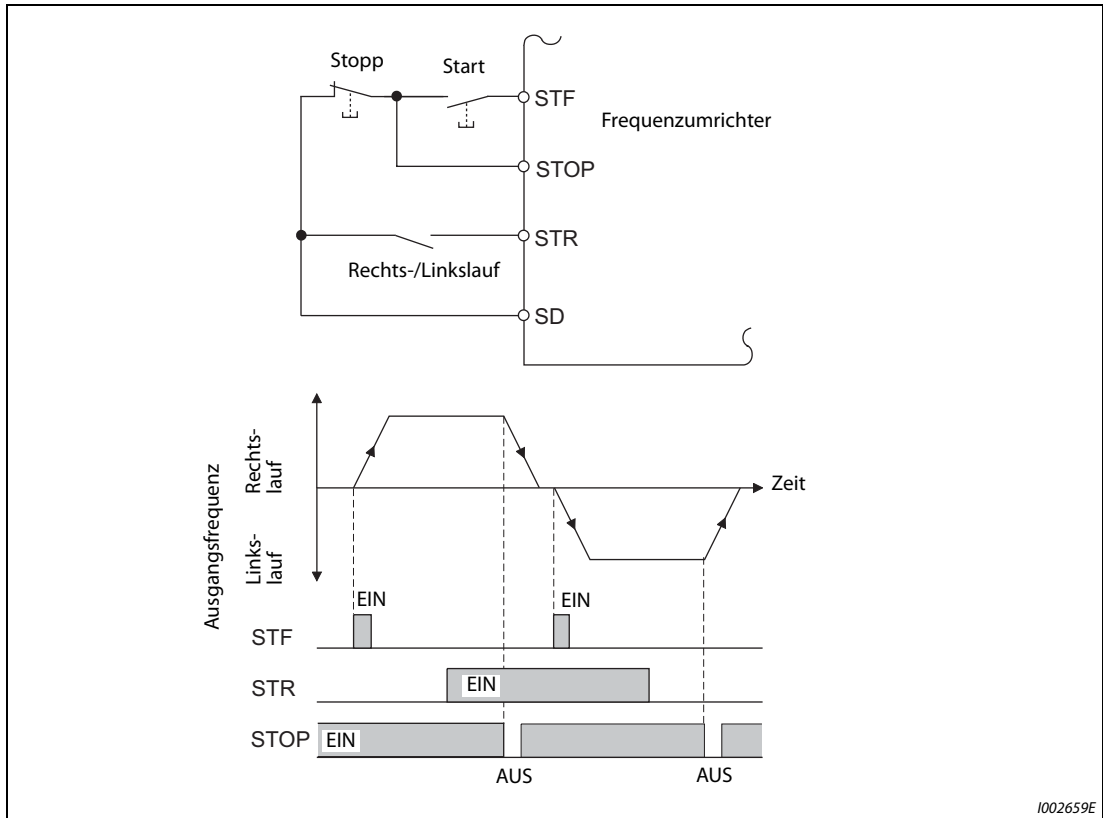 Stopp
Start
STF
Frequenzumrichter
STOP
STR
Rechts-/Linkslauf
SD
Ausgangsfrequenz
Rechts-
lauf
Links-
lauf
Zeit
EIN
EIN
STF
STR
EIN
STOP
EIN
AUS
AUS
I002659E